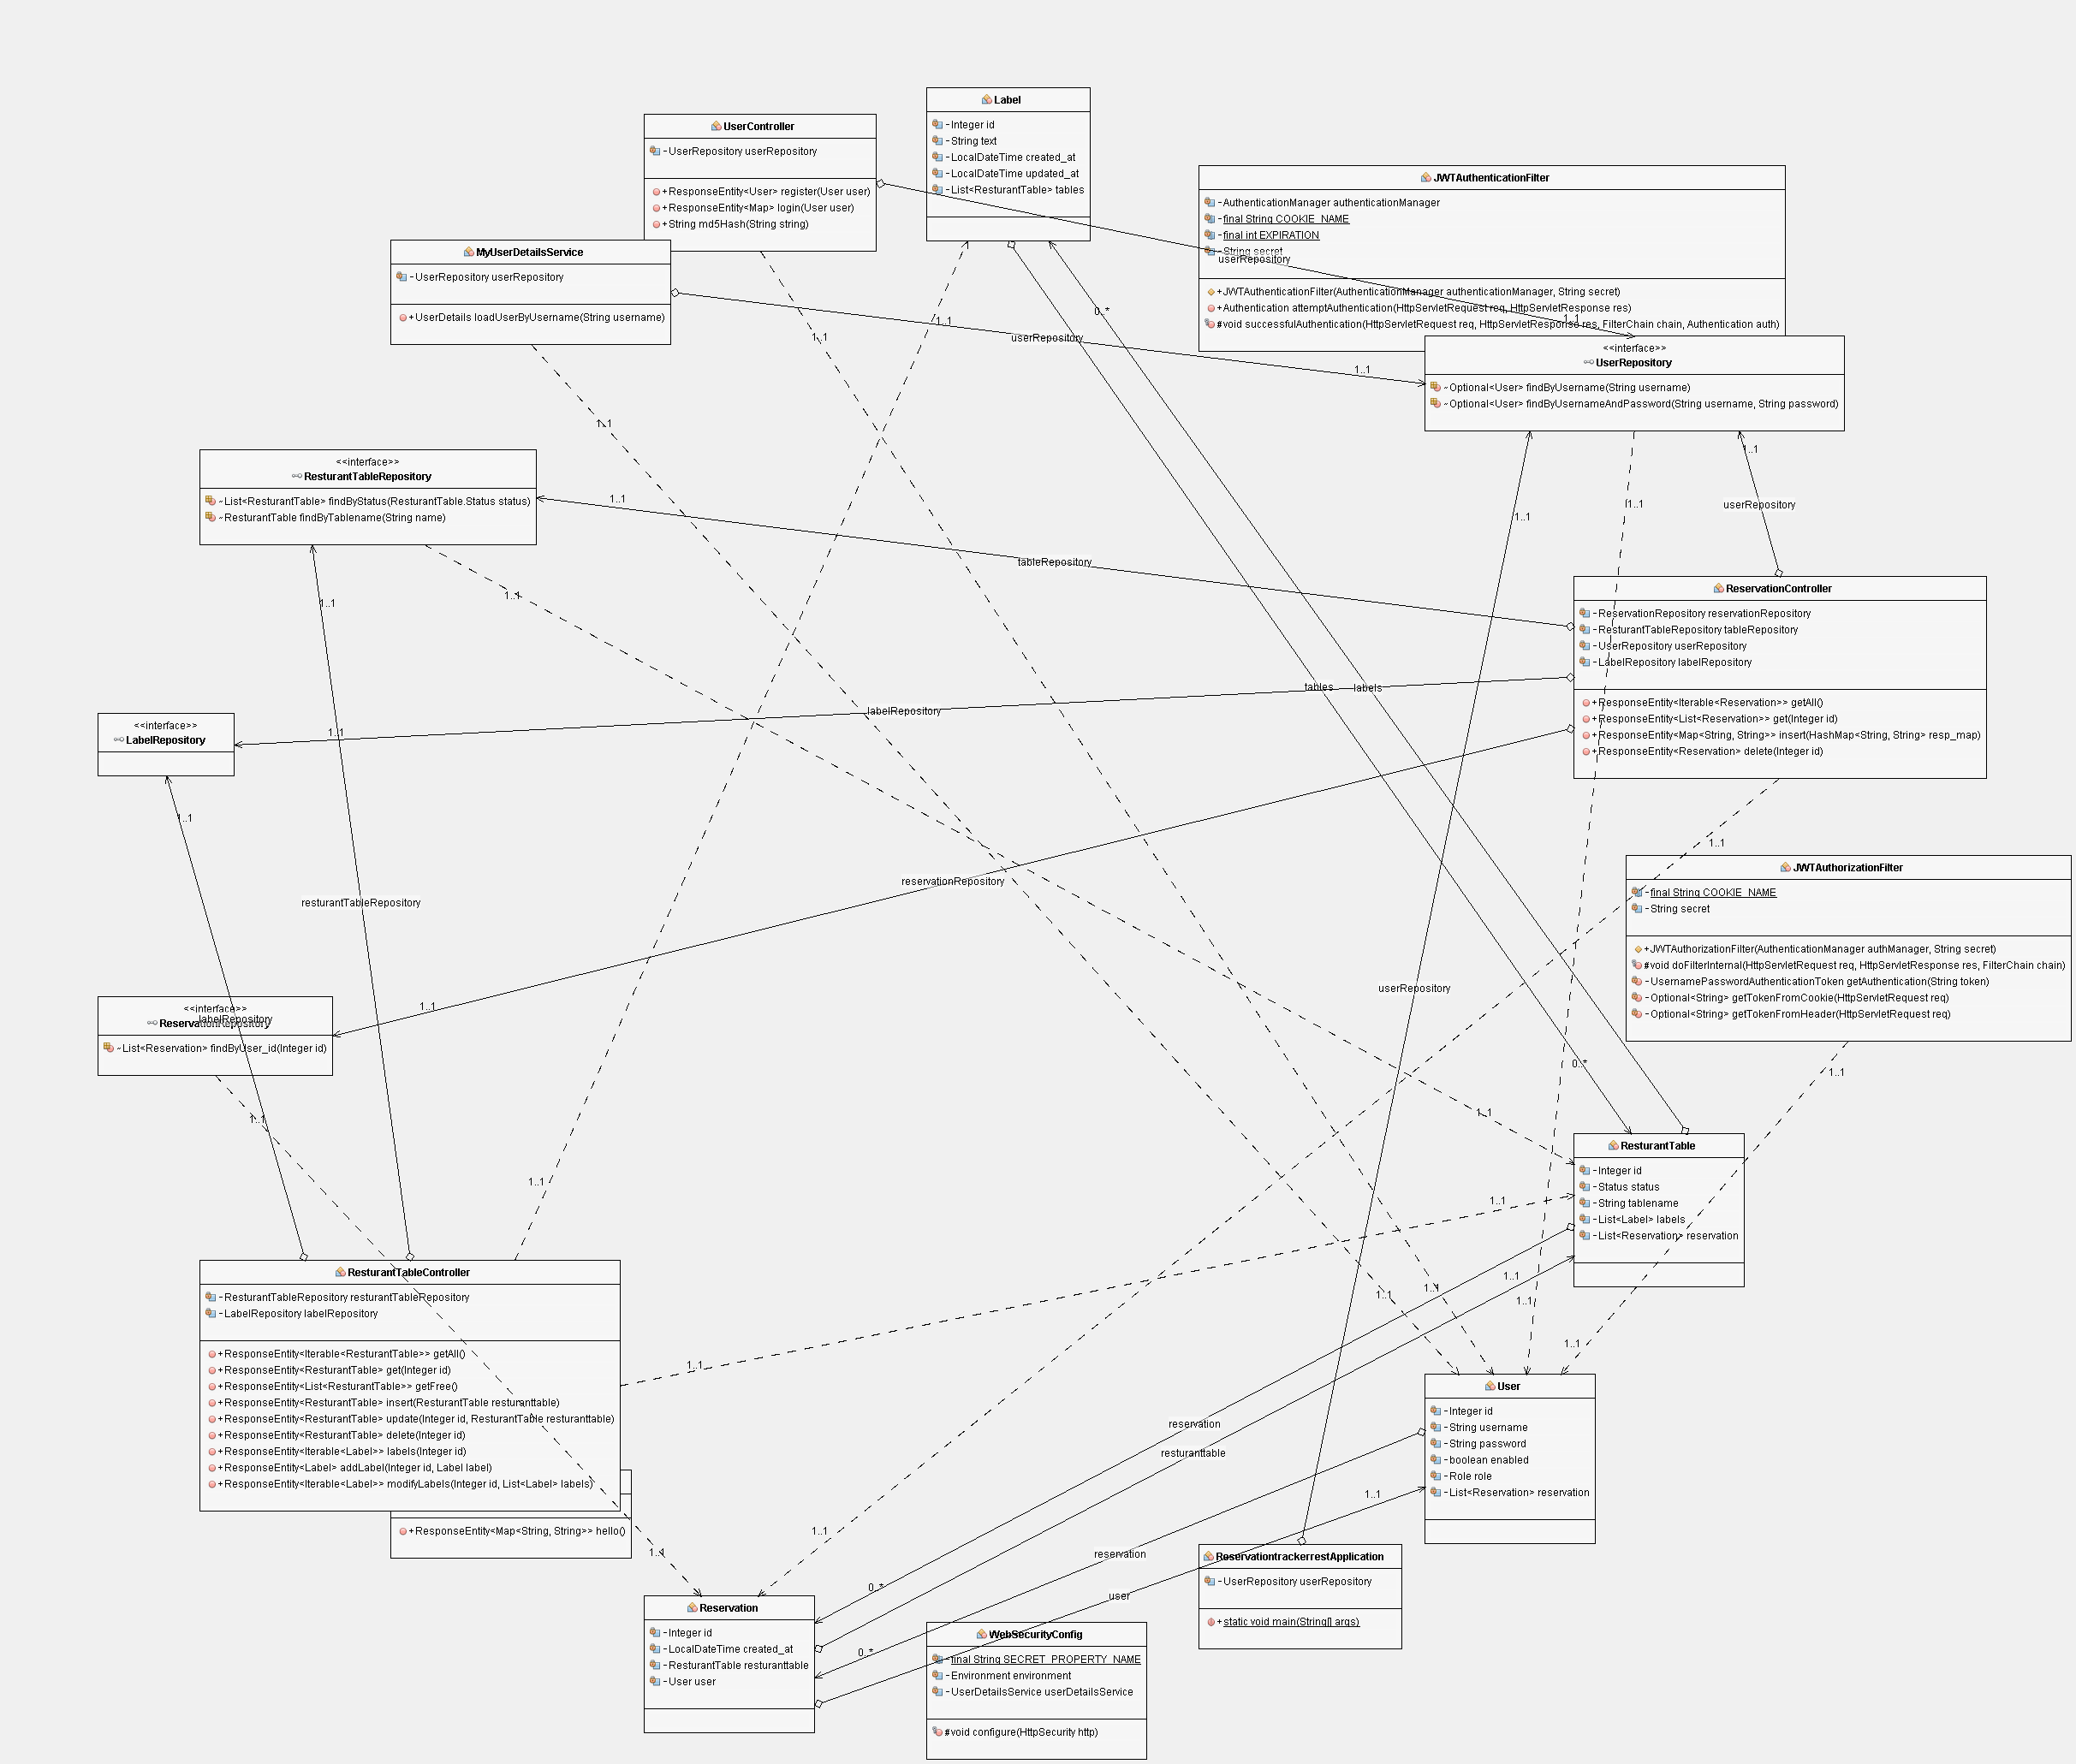 Label
- Integer id
- String text
- LocalDateTime created_at
- LocalDateTime updated_at
- List<ResturantTable> tables
UserController
- UserRepository userRepository
+ ResponseEntity<User> register(User user)
+ ResponseEntity<Map> login(User user)
+ String md5Hash(String string)
JWTAuthenticationFilter
- AuthenticationManager authenticationManager
- final String COOKIE_NAME
- final int EXPIRATION
- String secret
+ JWTAuthenticationFilter(AuthenticationManager authenticationManager, String secret)
+ Authentication attemptAuthentication(HttpServletRequest req, HttpServletResponse res)
# void successfulAuthentication(HttpServletRequest req, HttpServletResponse res, FilterChain chain, Authentication auth)
userRepository
1..1
MyUserDetailsService
- UserRepository userRepository
+ UserDetails loadUserByUsername(String username)
userRepository
1..1
1..1
1..1
0..*
1..1
<<interface>>
UserRepository
~ Optional<User> findByUsername(String username)
~ Optional<User> findByUsernameAndPassword(String username, String password)
1..1
1..1
1..1
userRepository
<<interface>>
ResturantTableRepository
~ List<ResturantTable> findByStatus(ResturantTable.Status status)
~ ResturantTable findByTablename(String name)
1..1
tableRepository
1..1
1..1
ReservationController
- ReservationRepository reservationRepository
- ResturantTableRepository tableRepository
- UserRepository userRepository
- LabelRepository labelRepository
+ ResponseEntity<Iterable<Reservation>> getAll()
+ ResponseEntity<List<Reservation>> get(Integer id)
+ ResponseEntity<Map<String, String>> insert(HashMap<String, String> resp_map)
+ ResponseEntity<Reservation> delete(Integer id)
tables
labels
labelRepository
1..1
<<interface>>
LabelRepository
1..1
1..1
reservationRepository
resturantTableRepository
JWTAuthorizationFilter
- final String COOKIE_NAME
- String secret
+ JWTAuthorizationFilter(AuthenticationManager authManager, String secret)
# void doFilterInternal(HttpServletRequest req, HttpServletResponse res, FilterChain chain)
- UsernamePasswordAuthenticationToken getAuthentication(String token)
- Optional<String> getTokenFromCookie(HttpServletRequest req)
- Optional<String> getTokenFromHeader(HttpServletRequest req)
userRepository
1..1
<<interface>>
ReservationRepository
labelRepository
~ List<Reservation> findByUser_id(Integer id)
0..*
1..1
1..1
1..1
ResturantTable
- Integer id
- Status status
- String tablename
- List<Label> labels
- List<Reservation> reservation
1..1
1..1
1..1
1..1
1..1
1..1
1..1
1..1
ResturantTableController
- ResturantTableRepository resturantTableRepository
- LabelRepository labelRepository
+ ResponseEntity<Iterable<ResturantTable>> getAll()
+ ResponseEntity<ResturantTable> get(Integer id)
+ ResponseEntity<List<ResturantTable>> getFree()
+ ResponseEntity<ResturantTable> insert(ResturantTable resturanttable)
+ ResponseEntity<ResturantTable> update(Integer id, ResturantTable resturanttable)
+ ResponseEntity<ResturantTable> delete(Integer id)
+ ResponseEntity<Iterable<Label>> labels(Integer id)
+ ResponseEntity<Label> addLabel(Integer id, Label label)
+ ResponseEntity<Iterable<Label>> modifyLabels(Integer id, List<Label> labels)
+ ResponseEntity<Map<String, String>> hello()
User
- Integer id
- String username
- String password
- boolean enabled
- Role role
- List<Reservation> reservation
reservation
resturanttable
1..1
1..1
1..1
reservation
0..*
user
0..*
ReservationtrackerrestApplication
- UserRepository userRepository
+ static void main(String[] args)
Reservation
- Integer id
- LocalDateTime created_at
- ResturantTable resturanttable
- User user
WebSecurityConfig
- final String SECRET_PROPERTY_NAME
- Environment environment
- UserDetailsService userDetailsService
# void configure(HttpSecurity http)